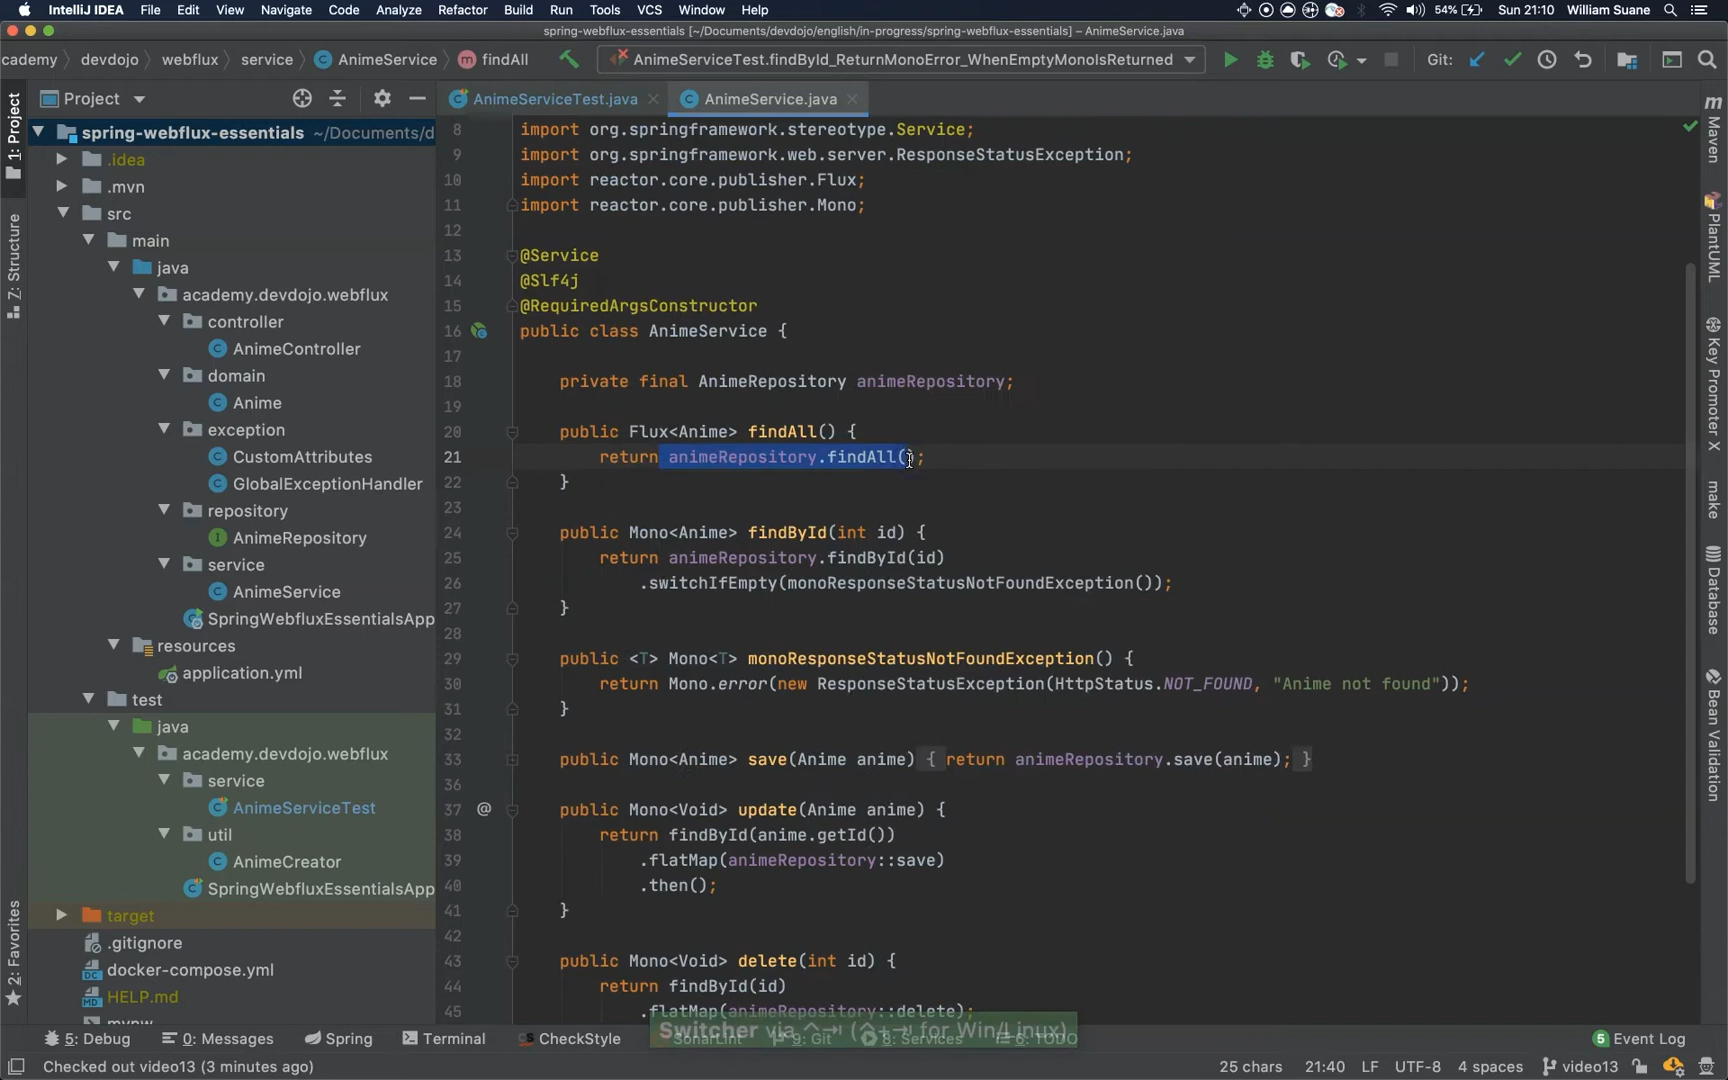 IntelliJ IDEA File Edit View Navigate Code Analyze Refactor Build Run Tools VCS Window Help 54% Sun 21:10 William Suane
spring-webflux-essentials [~/Documents/devdojo/english/in-progress/spring-webflux-essentials] – AnimeService.java
cademy devdojo webflux service AnimeService findAll AnimeServiceTest.findById_ReturnMonoError_WhenEmptyMonoIsReturned Git:
Project AnimeServiceTest.java AnimeService.java
1: Project
7: Structure
2: Favorites
spring-webflux-essentials ~/Documents/d
.idea
.mvn
src
main
java
academy.devdojo.webflux
controller
AnimeController
domain
Anime
exception
CustomAttributes
GlobalExceptionHandler
repository
AnimeRepository
service
AnimeService
SpringWebfluxEssentialsApp
resources
application.yml
test
java
academy.devdojo.webflux
service
AnimeServiceTest
util
AnimeCreator
SpringWebfluxEssentialsApp
target
.gitignore
docker-compose.yml
HELP.md
mvnw
8 import org.springframework.stereotype.Service;
9 import org.springframework.web.server.ResponseStatusException;
10 import reactor.core.publisher.Flux;
11 import reactor.core.publisher.Mono;
12
13 @Service
14 @Slf4j
15 @RequiredArgsConstructor
16 public class AnimeService {
17
18 private final AnimeRepository animeRepository;
19
20 public Flux<Anime> findAll() {
21 return animeRepository.findAll();
22 }
23
24 public Mono<Anime> findById(int id) {
25 return animeRepository.findById(id)
26 .switchIfEmpty(monoResponseStatusNotFoundException());
27 }
28
29 public <T> Mono<T> monoResponseStatusNotFoundException() {
30 return Mono.error(new ResponseStatusException(HttpStatus.NOT_FOUND, "Anime not found"));
31 }
32
33 public Mono<Anime> save(Anime anime) { return animeRepository.save(anime); }
36
37 @ public Mono<Void> update(Anime anime) {
38 return findById(anime.getId())
39 .flatMap(animeRepository::save)
40 .then();
41 }
42
43 public Mono<Void> delete(int id) {
44 return findById(id)
45 .flatMap(animeRepository::delete);
m Maven
PlantUML
Key Promoter X
make
Database
Bean Validation
Switcher via ^⇥ (^+⇥ for Win/Linux)
5: Debug 0: Messages Spring Terminal CheckStyle SonarLint 9: Git 8: Services 6: TODO 5 Event Log
Checked out video13 (3 minutes ago) 25 chars 21:40 LF UTF-8 4 spaces video13